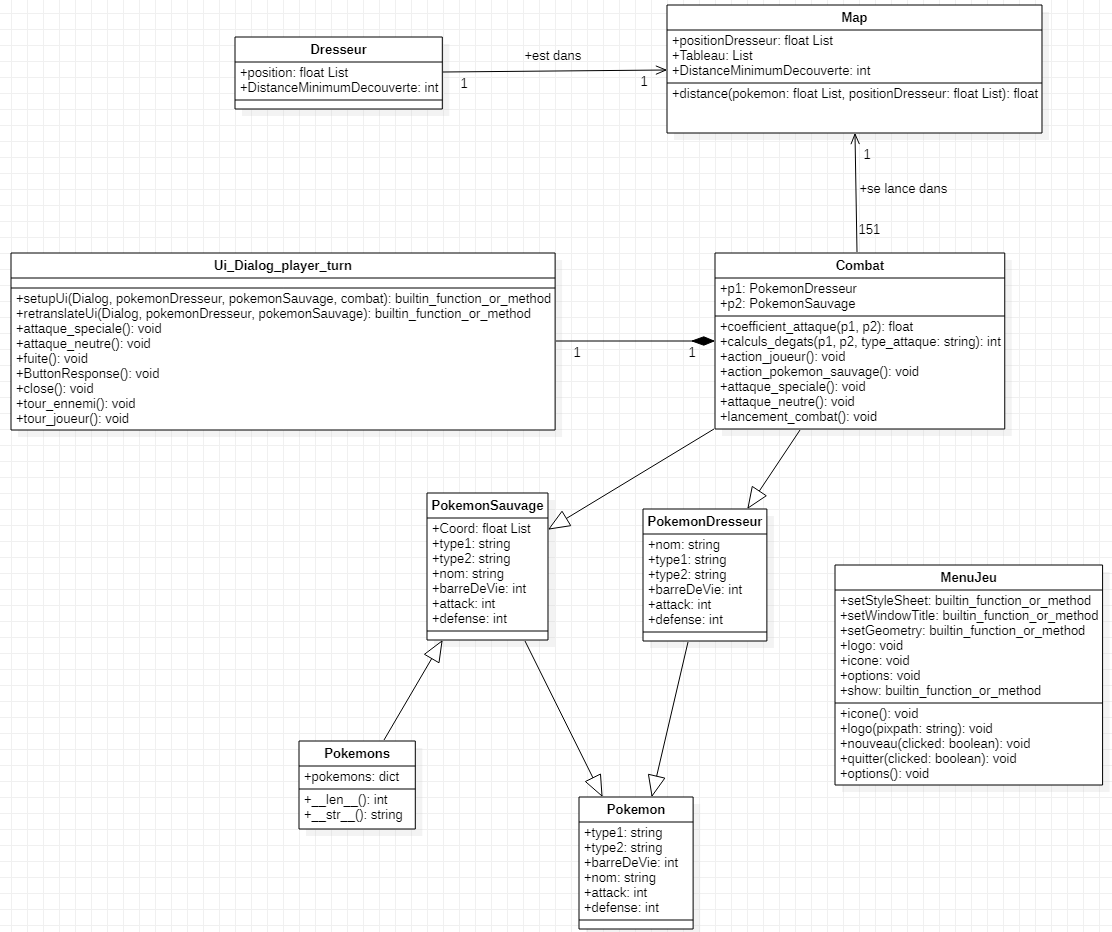 Dresseur
+position: float List
+DistanceMinimumDecouverte: int
+est dans
1
1
Map
+positionDresseur: float List
+Tableau: List
+DistanceMinimumDecouverte: int
+distance(pokemon: float List, positionDresseur: float List): float
1
+se lance dans
151
Ui_Dialog_player_turn
+setupUi(Dialog, pokemonDresseur, pokemonSauvage, combat): builtin_function_or_method
+retranslateUi(Dialog, pokemonDresseur, pokemonSauvage): builtin_function_or_method
+attaque_speciale(): void
+attaque_neutre(): void
+fuite(): void
+ButtonResponse(): void
+close(): void
+tour_ennemi(): void
+tour_joueur(): void
1
1
Combat
+p1: PokemonDresseur
+p2: PokemonSauvage
+coefficient_attaque(p1, p2): float
+calculs_degats(p1, p2, type_attaque: string): int
+action_joueur(): void
+action_pokemon_sauvage(): void
+attaque_speciale(): void
+attaque_neutre(): void
+lancement_combat(): void
PokemonSauvage
+Coord: float List
+type1: string
+type2: string
+nom: string
+barreDeVie: int
+attack: int
+defense: int
PokemonDresseur
+nom: string
+type1: string
+type2: string
+barreDeVie: int
+attack: int
+defense: int
MenuJeu
+setStyleSheet: builtin_function_or_method
+setWindowTitle: builtin_function_or_method
+setGeometry: builtin_function_or_method
+logo: void
+icone: void
+options: void
+show: builtin_function_or_method
+icone(): void
+logo(pixpath: string): void
+nouveau(clicked: boolean): void
+quitter(clicked: boolean): void
+options(): void
Pokemons
+pokemons: dict
+__len__(): int
+__str__(): string
Pokemon
+type1: string
+type2: string
+barreDeVie: int
+nom: string
+attack: int
+defense: int